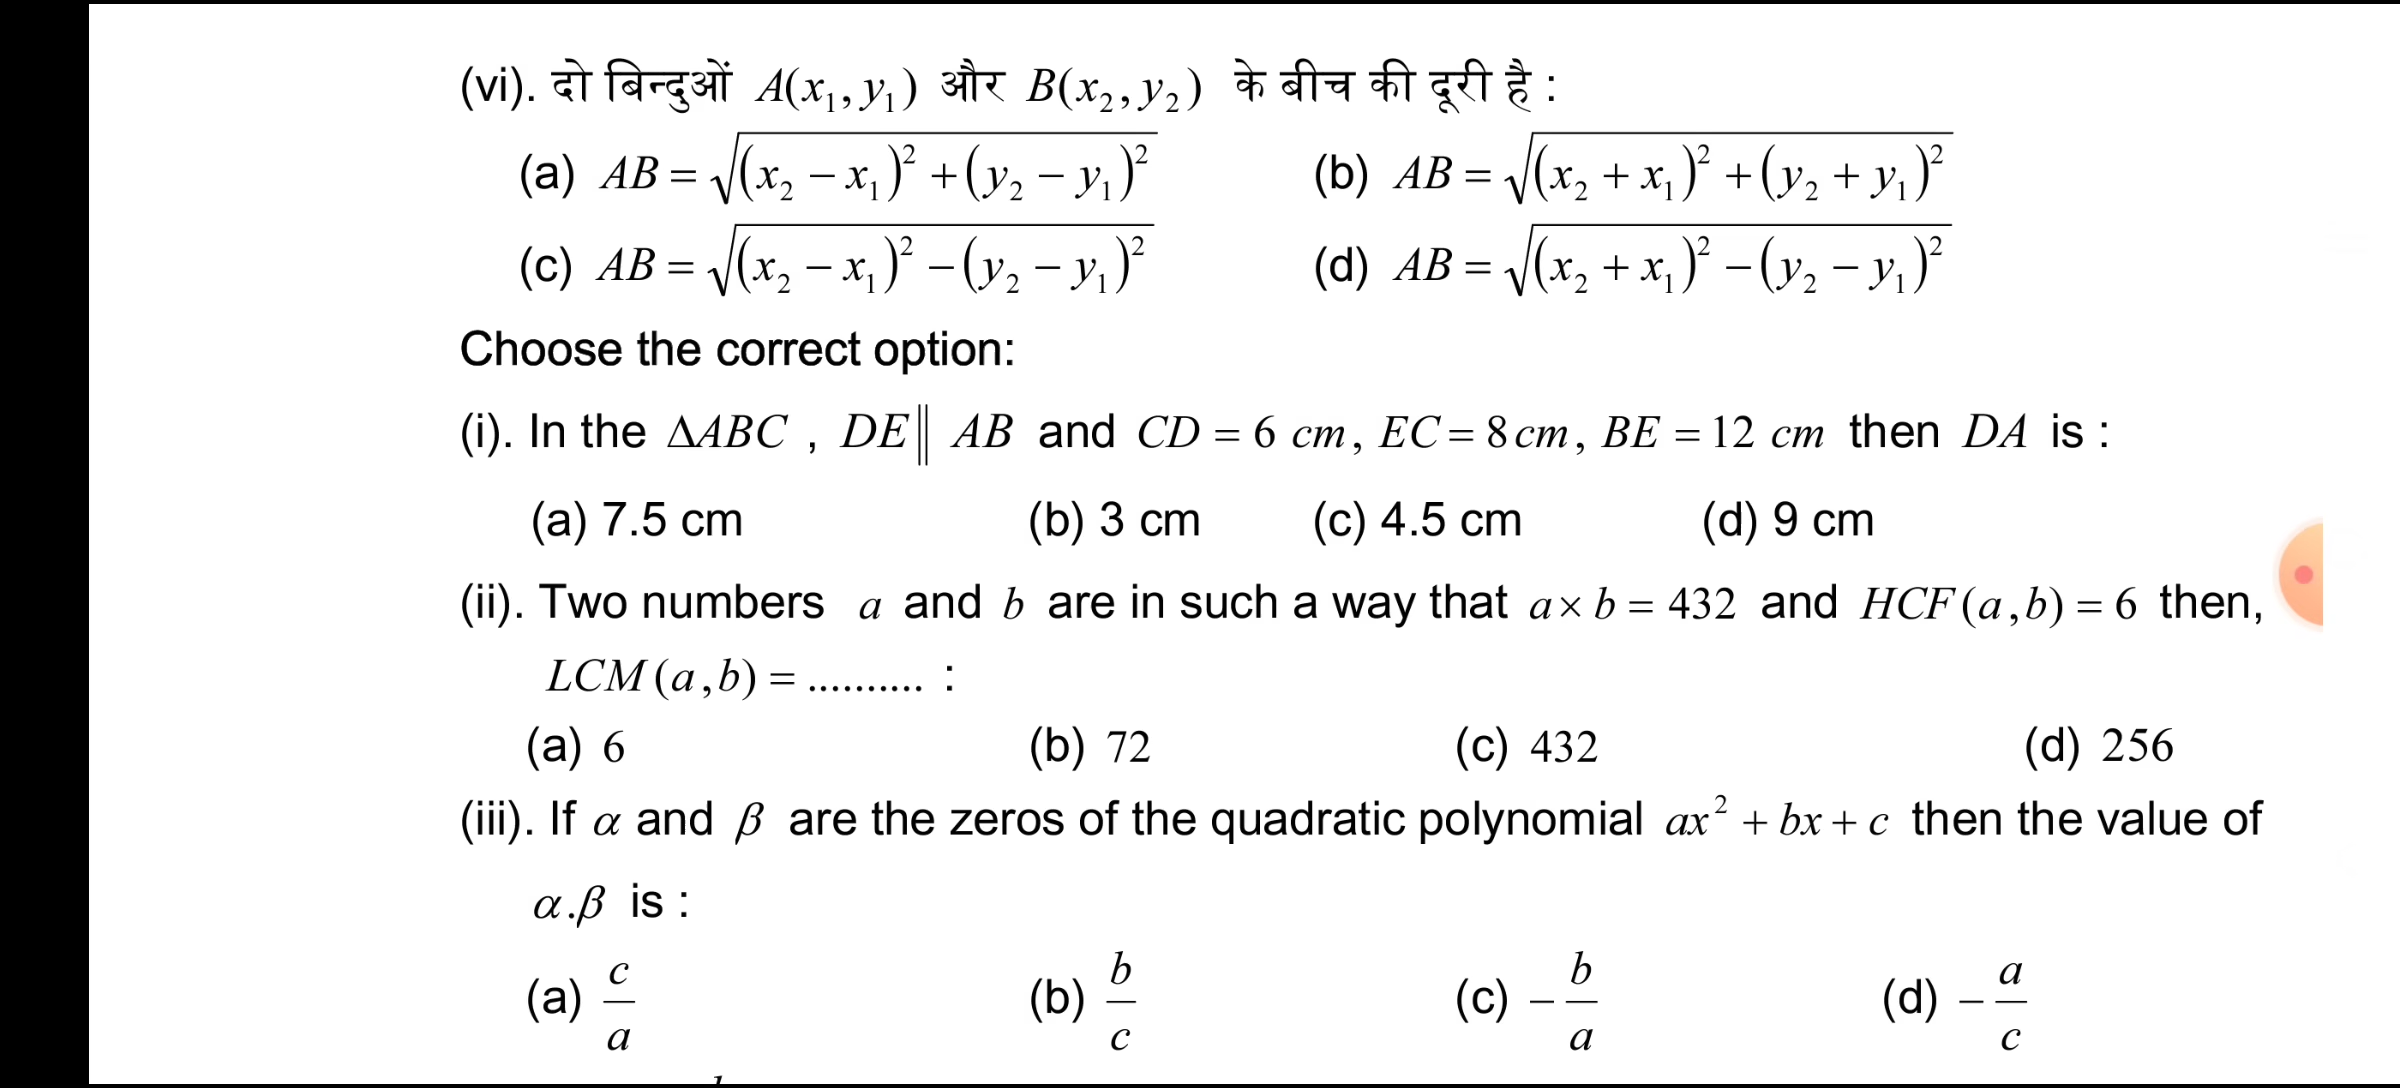 (vi). दो बिन्दुओं A(x₁, y₁) और B(x₂, y₂) के बीच की दूरी है :
(a) AB = √((x₂ − x₁)² + (y₂ − y₁)²) (b) AB = √((x₂ + x₁)² + (y₂ + y₁)²)
(c) AB = √((x₂ − x₁)² − (y₂ − y₁)²) (d) AB = √((x₂ + x₁)² − (y₂ − y₁)²)
Choose the correct option:
(i). In the ΔABC , DE ∥ AB and CD = 6 cm, EC = 8 cm, BE = 12 cm then DA is :
(a) 7.5 cm (b) 3 cm (c) 4.5 cm (d) 9 cm
(ii). Two numbers a and b are in such a way that a × b = 432 and HCF (a,b) = 6 then,
LCM (a,b) = .......... :
(a) 6 (b) 72 (c) 432 (d) 256
(iii). If α and β are the zeros of the quadratic polynomial ax² + bx + c then the value of
α.β is :
(a) c/a (b) b/c (c) −b/a (d) −a/c